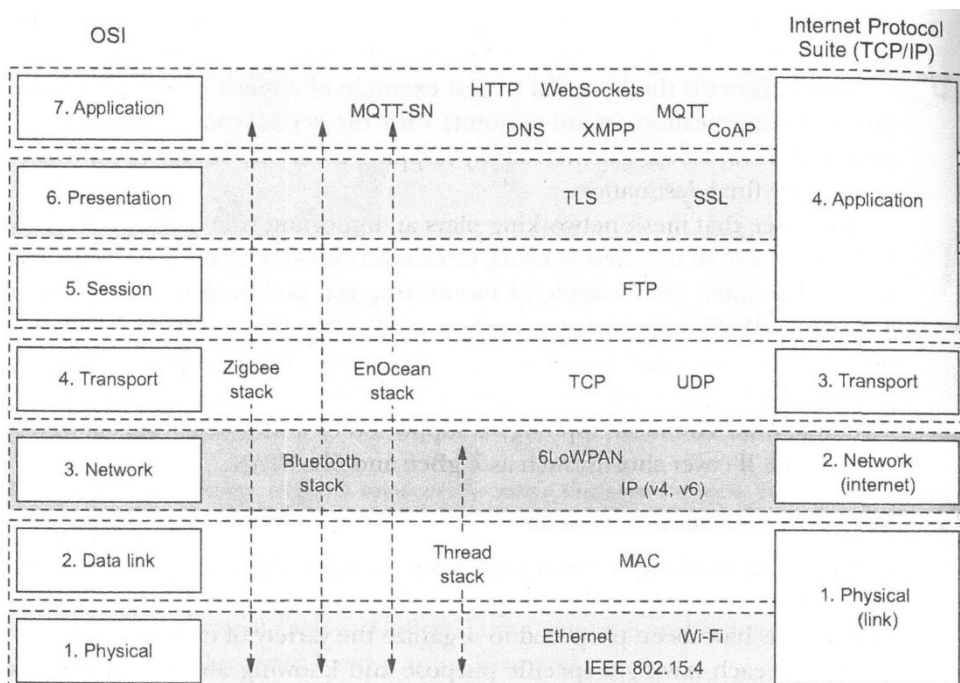 OSI
Internet Protocol
Suite (TCP/IP)
7. Application
MQTT-SN
HTTP WebSockets
MQTT
DNS XMPP CoAP
6. Presentation
TLS SSL
4. Application
5. Session
FTP
4. Transport
Zigbee
stack
EnOcean
stack
TCP UDP
3. Transport
3. Network
Bluetooth
stack
6LoWPAN
IP (v4, v6)
2. Network
(internet)
2. Data link
Thread
stack
MAC
1. Physical
(link)
1. Physical
Ethernet Wi-Fi
IEEE 802.15.4